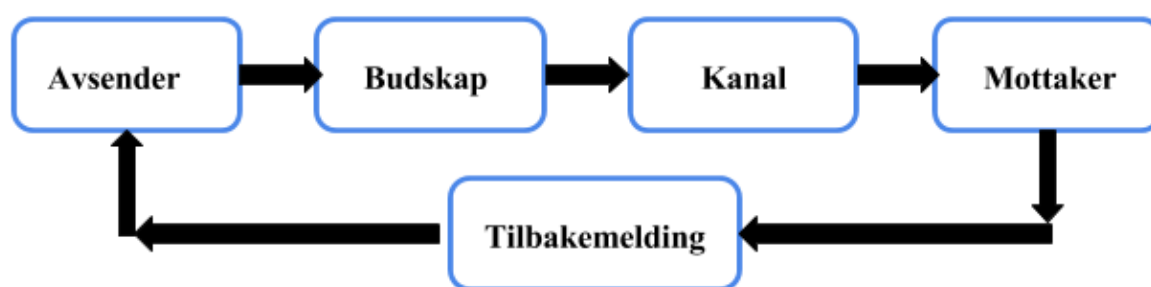 Avsender
Budskap
Kanal
Mottaker
Tilbakemelding